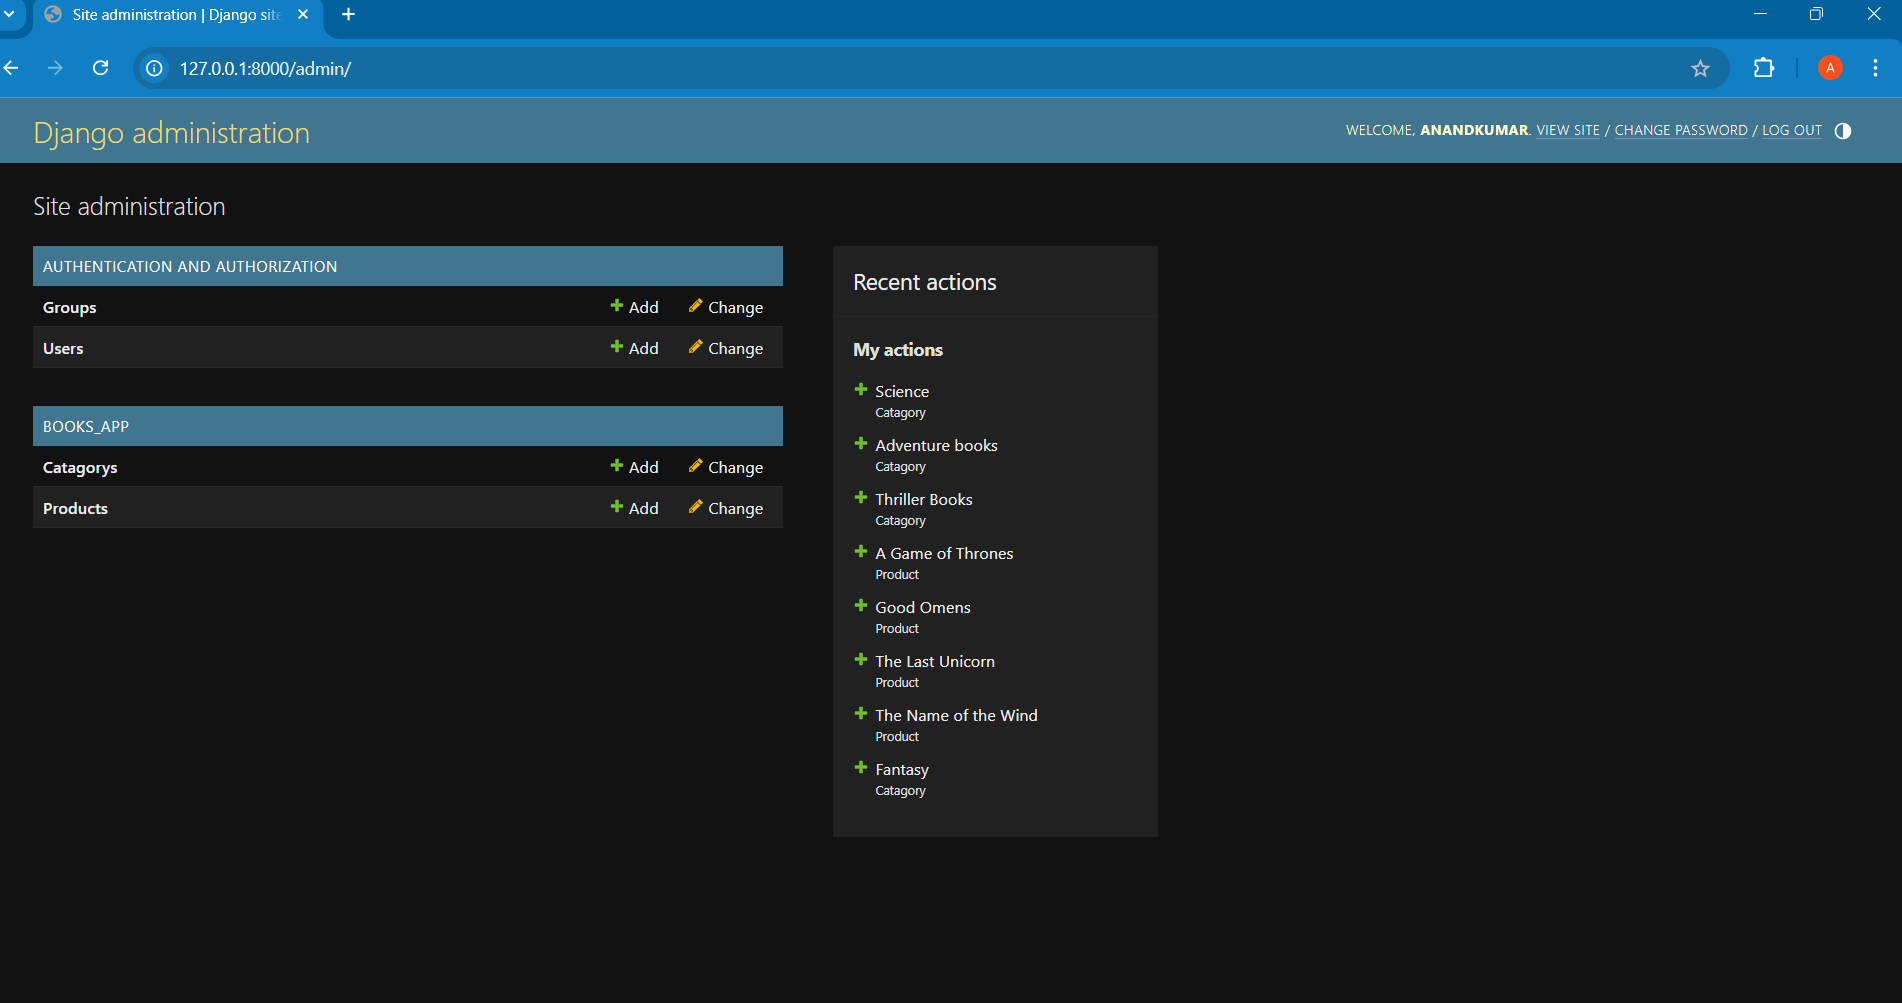 Site administration | Django site
127.0.0.1:8000/admin/
A
Django administration
WELCOME, ANANDKUMAR. VIEW SITE / CHANGE PASSWORD / LOG OUT
Site administration
AUTHENTICATION AND AUTHORIZATION
Groups Add Change
Users Add Change
BOOKS_APP
Catagorys Add Change
Products Add Change
Recent actions
My actions
Science
Catagory
Adventure books
Catagory
Thriller Books
Catagory
A Game of Thrones
Product
Good Omens
Product
The Last Unicorn
Product
The Name of the Wind
Product
Fantasy
Catagory